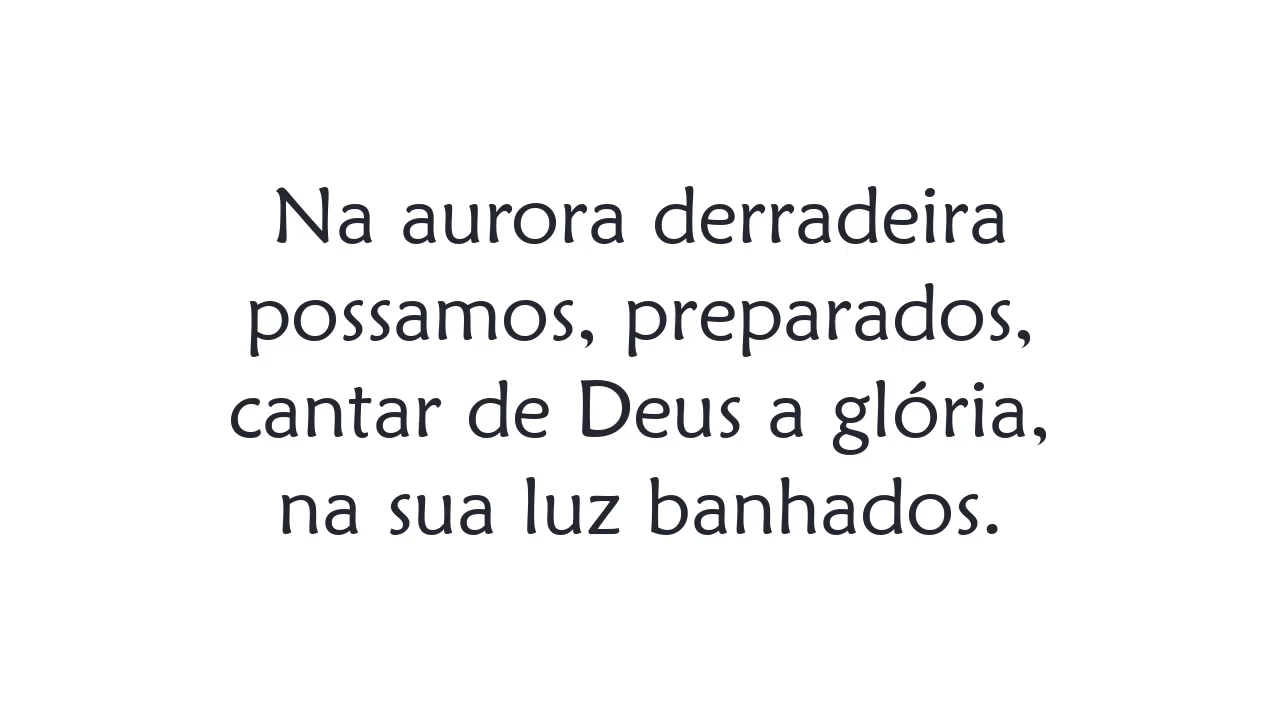 Na aurora derradeira
possamos, preparados,
cantar de Deus a glória,
na sua luz banhados.